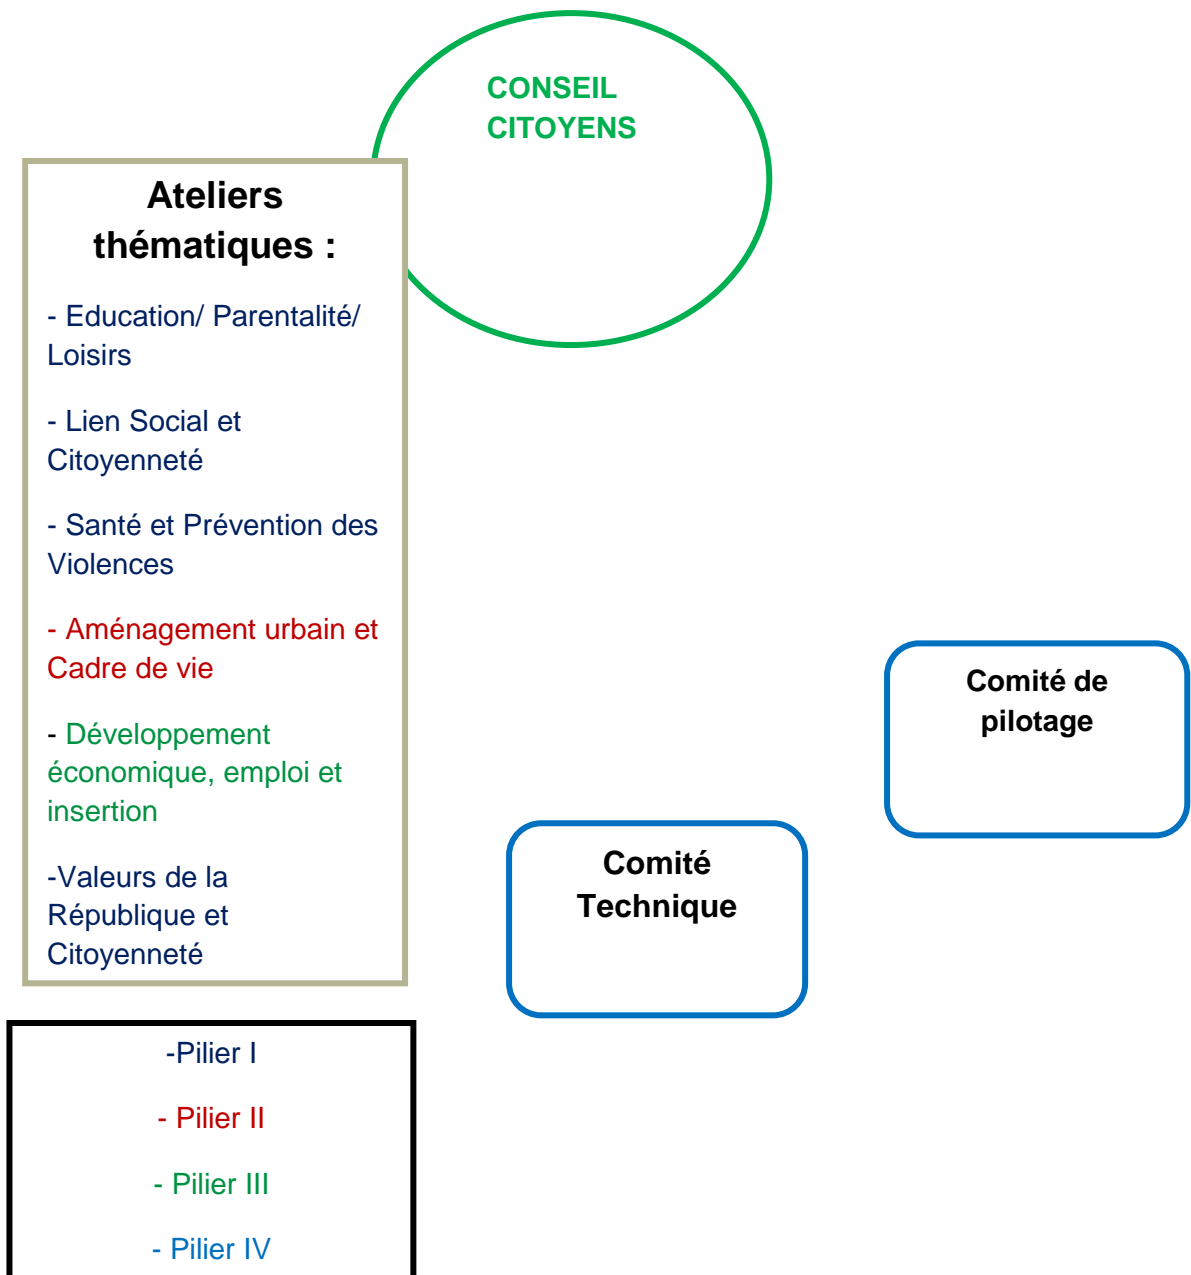 CONSEIL
CITOYENS
Ateliers
thématiques :
- Education/ Parentalité/
Loisirs
- Lien Social et
Citoyenneté
- Santé et Prévention des
Violences
- Aménagement urbain et
Cadre de vie
- Développement
économique, emploi et
insertion
-Valeurs de la
République et
Citoyenneté
Comité de
pilotage
Comité
Technique
-Pilier I
- Pilier II
- Pilier III
- Pilier IV